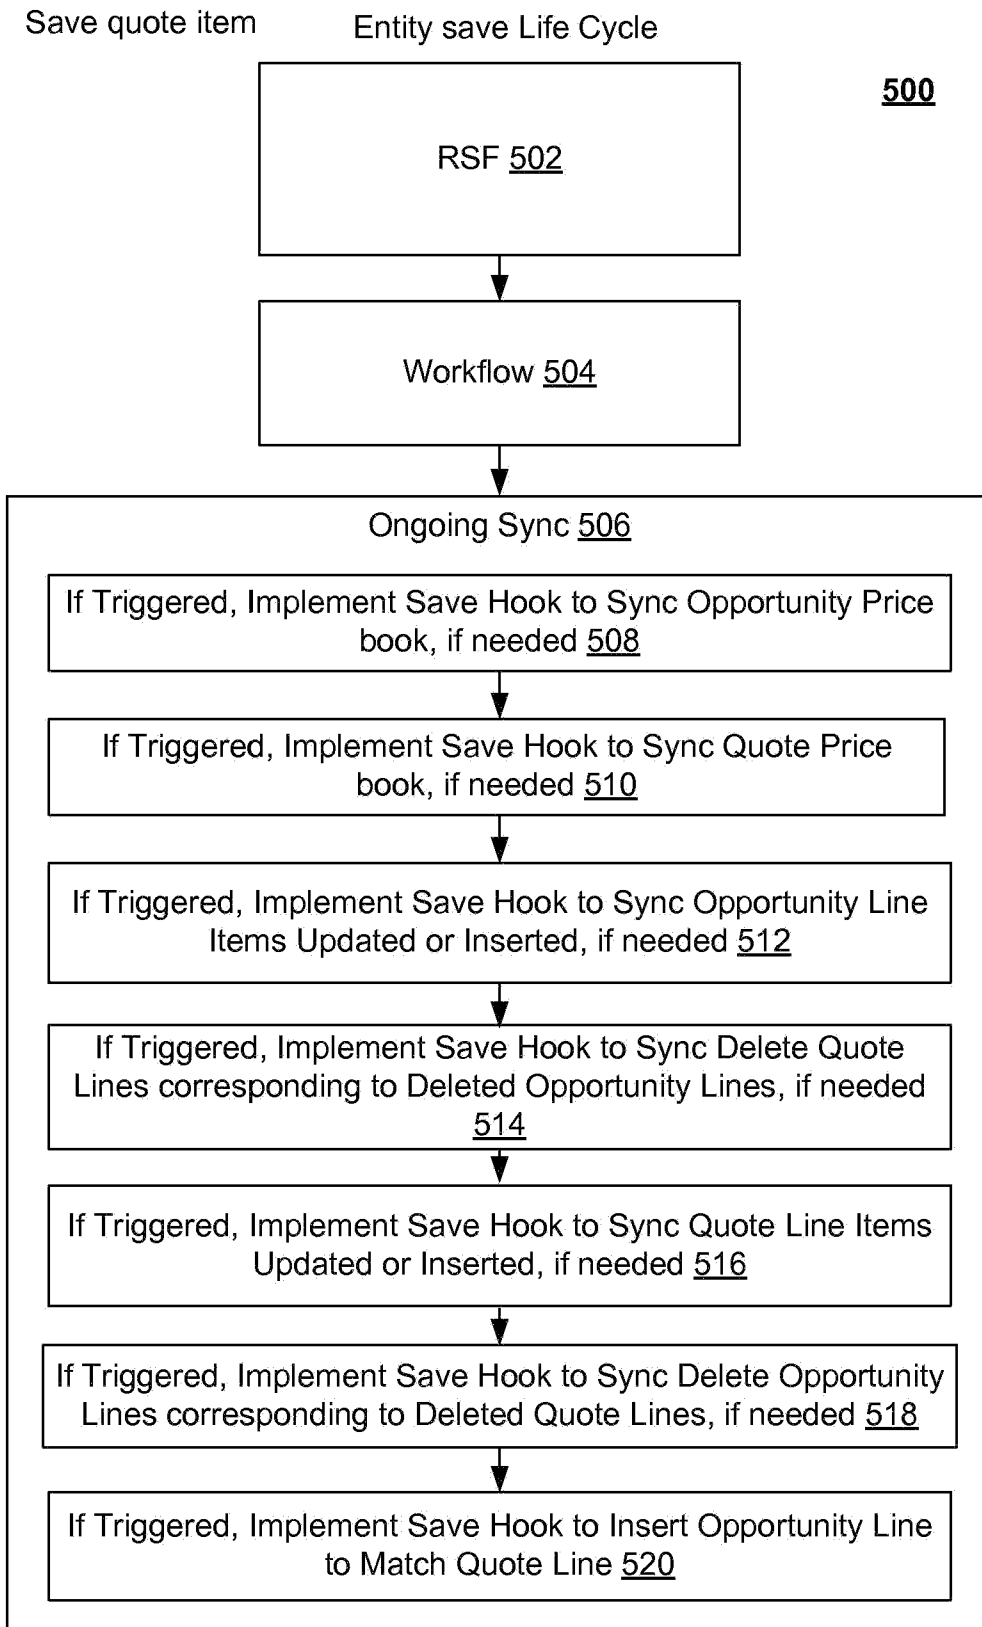 Save quote item
Entity save Life Cycle
500
RSF 502
Workflow 504
Ongoing Sync 506
If Triggered, Implement Save Hook to Sync Opportunity Price
book, if needed 508
If Triggered, Implement Save Hook to Sync Quote Price
book, if needed 510
If Triggered, Implement Save Hook to Sync Opportunity Line
Items Updated or Inserted, if needed 512
If Triggered, Implement Save Hook to Sync Delete Quote
Lines corresponding to Deleted Opportunity Lines, if needed
514
If Triggered, Implement Save Hook to Sync Quote Line Items
Updated or Inserted, if needed 516
If Triggered, Implement Save Hook to Sync Delete Opportunity
Lines corresponding to Deleted Quote Lines, if needed 518
If Triggered, Implement Save Hook to Insert Opportunity Line
to Match Quote Line 520